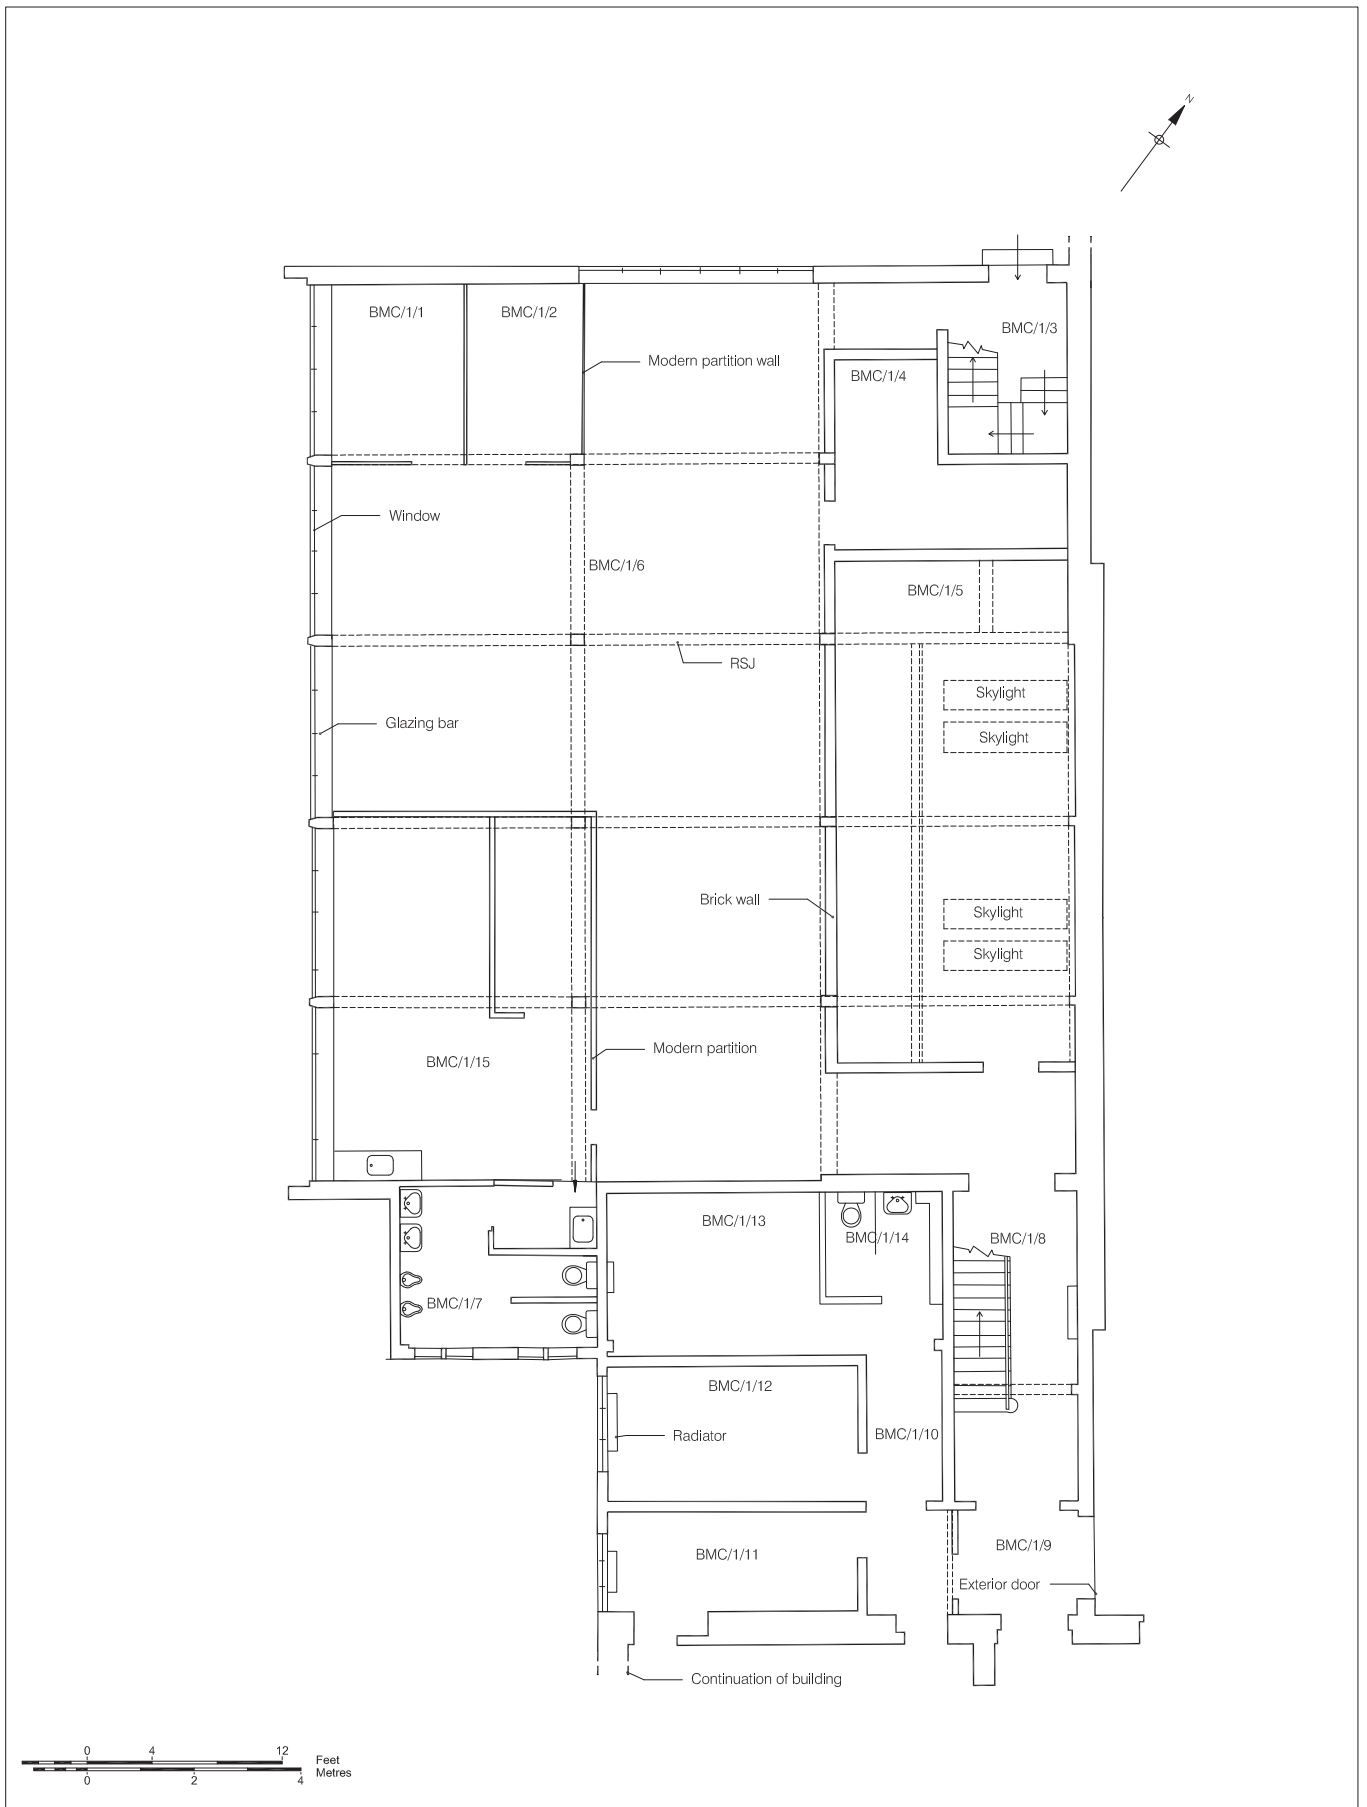 N
BMC/1/1
BMC/1/2
BMC/1/3
Modern partition wall
BMC/1/4
Window
BMC/1/6
BMC/1/5
RSJ
Skylight
Glazing bar
Skylight
Brick wall
Skylight
Skylight
Modern partition
BMC/1/15
BMC/1/13
BMC/1/14
BMC/1/8
BMC/1/7
BMC/1/12
Radiator
BMC/1/10
BMC/1/11
BMC/1/9
Exterior door
Continuation of building
0 4 12
Feet
Metres
0 2 4